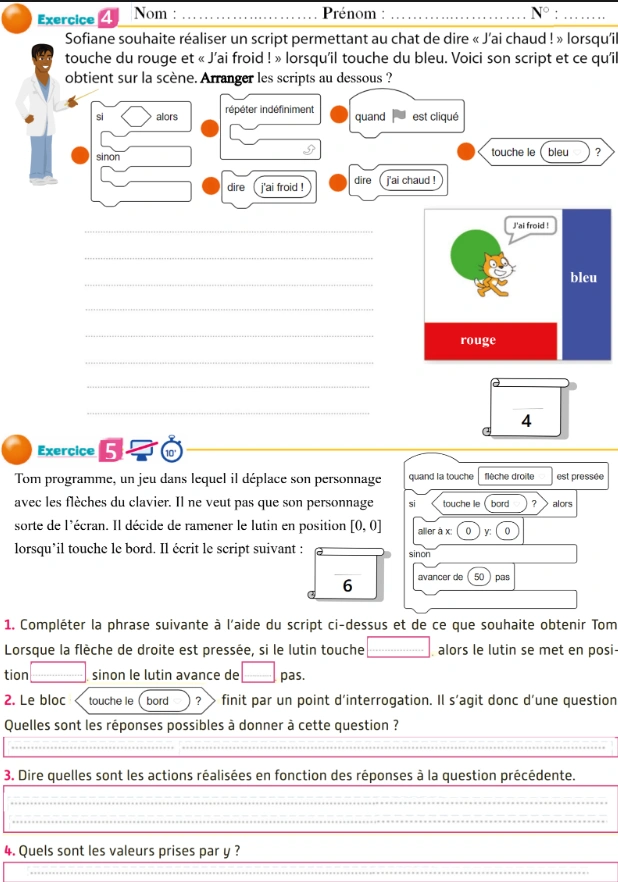 Exercice 4 Nom : .............................. Prénom : .............................. N° : ........
Sofiane souhaite réaliser un script permettant au chat de dire « J'ai chaud ! » lorsqu'il
touche du rouge et « J'ai froid ! » lorsqu'il touche du bleu. Voici son script et ce qu'il
obtient sur la scène. Arranger les scripts au dessous ?
si alors
sinon
répéter indéfiniment
quand est cliqué
touche le bleu ?
dire j'ai froid !
dire j'ai chaud !
J'ai froid !
bleu
rouge
4
Exercice 5 10'
Tom programme, un jeu dans lequel il déplace son personnage
avec les flèches du clavier. Il ne veut pas que son personnage
sorte de l'écran. Il décide de ramener le lutin en position [0, 0]
lorsqu'il touche le bord. Il écrit le script suivant :
6
quand la touche flèche droite est pressée
si touche le bord ? alors
aller à x: 0 y: 0
sinon
avancer de 50 pas
1. Compléter la phrase suivante à l'aide du script ci-dessus et de ce que souhaite obtenir Tom
Lorsque la flèche de droite est pressée, si le lutin touche .............. alors le lutin se met en posi-
tion .............. sinon le lutin avance de ........ pas.
2. Le bloc touche le bord ? finit par un point d'interrogation. Il s'agit donc d'une question
Quelles sont les réponses possibles à donner à cette question ?
3. Dire quelles sont les actions réalisées en fonction des réponses à la question précédente.
4. Quels sont les valeurs prises par y ?